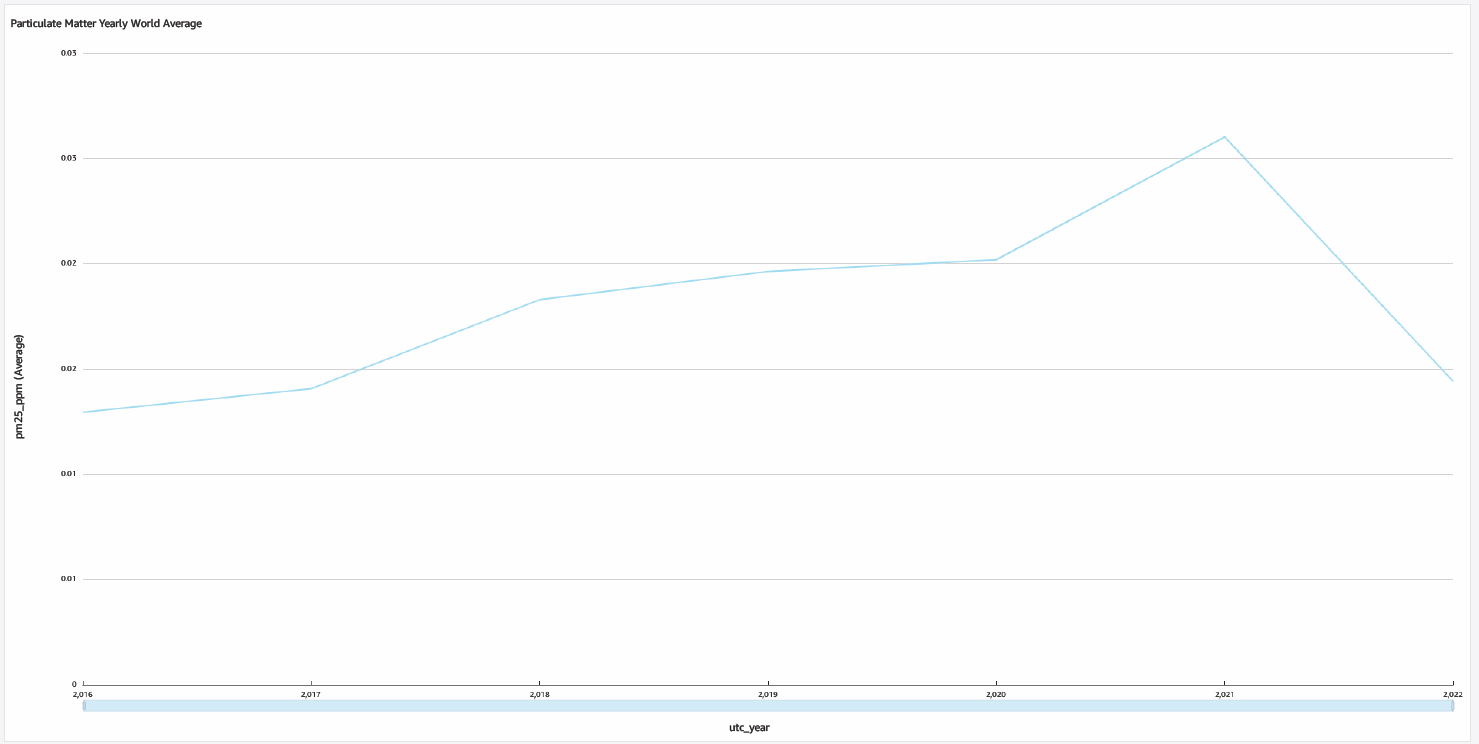 Particulate Matter Yearly World Average
0.03
0.03
0.02
0.02
0.01
0.01
0
pm25_ppm (Average)
2,016 2,017 2,018 2,019 2,020 2,021 2,022
utc_year